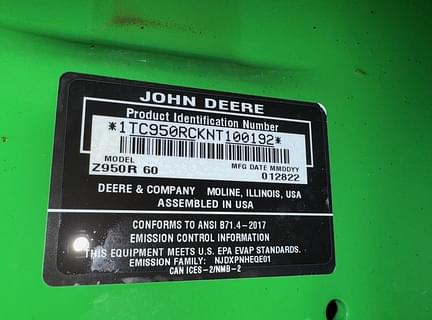 JOHN DEERE
Product Identification Number
*1TC950RCKNT100192*
MODEL MFG DATE MMDDYY
Z950R 60 012822
DEERE & COMPANY MOLINE, ILLINOIS, USA
ASSEMBLED IN USA
CONFORMS TO ANSI B71.4-2017
EMISSION CONTROL INFORMATION
THIS EQUIPMENT MEETS U.S. EPA EVAP STANDARDS.
EMISSION FAMILY: NJDXPNHEQE01
CAN ICES-2/NMB-2